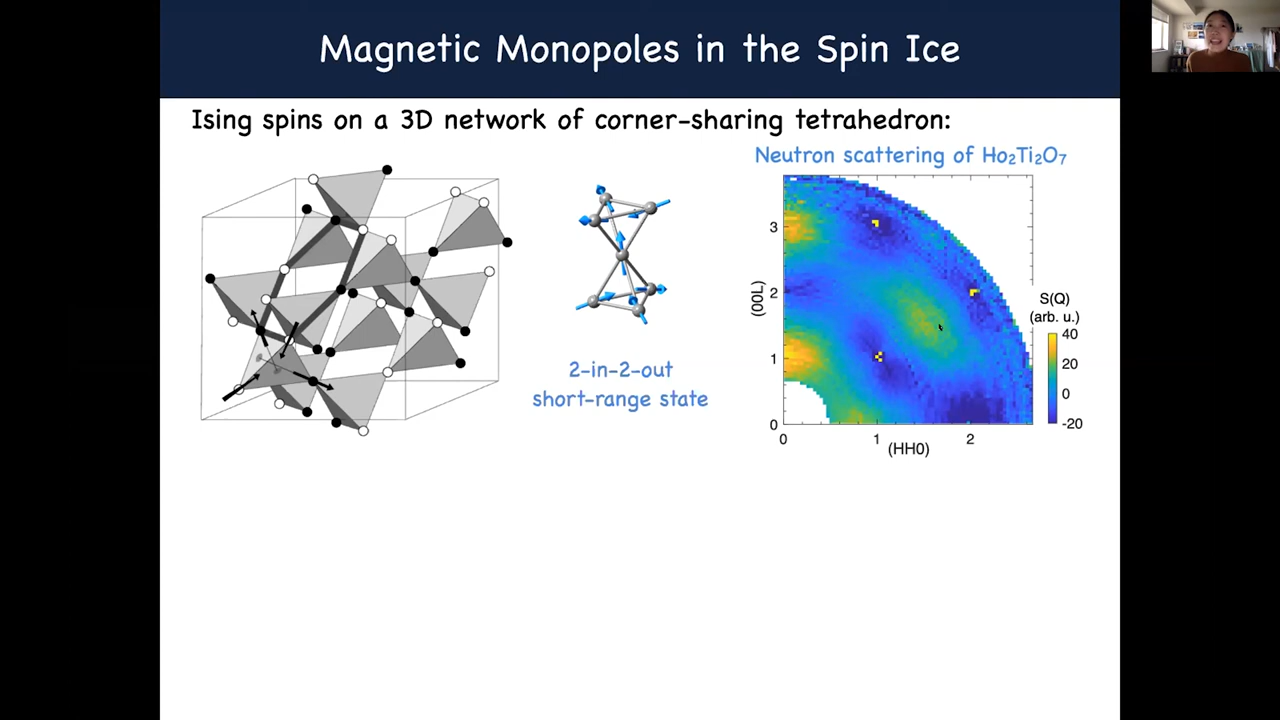 Magnetic Monopoles in the Spin Ice
Ising spins on a 3D network of corner-sharing tetrahedron:
Neutron scattering of Ho₂Ti₂O₇
2-in-2-out
short-range state
3
2
1
0
(00L)
0
1
2
(HH0)
S(Q)
(arb. u.)
40
20
0
-20